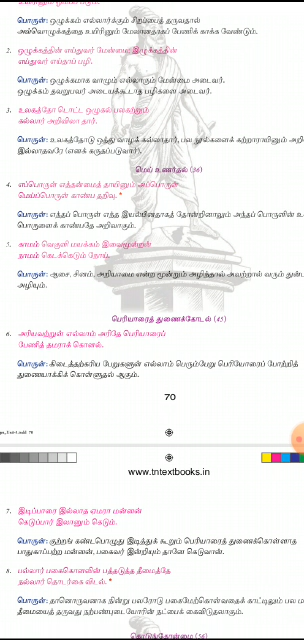 பொருள்: ஒழுக்கம் எல்லார்க்கும் சிறப்பைத் தருவதால்
அவ்வொழுக்கத்தை உயிரினும் மேலானதாகப் பேணிக் காக்க வேண்டும்.
2. ஒழுக்கத்தின் எய்துவர் மேன்மை இழுக்கத்தின்
எய்துவர் எய்தாப் பழி.
பொருள்: ஒழுக்கமாக வாழும் எல்லாரும் மேன்மை அடைவர்.
ஒழுக்கம் தவறுபவர் அடையக்கூடாத பழிகளை அடைவர்.
3. உலகத்தோ டொட்ட ஒழுகல் பலகற்றும்
கல்லார் அறிவிலா தார்.
பொருள்: உலகத்தோடு ஒத்து வாழக் கல்லாதார், பல நூல்களைக் கற்றாராயினும் அறி
இல்லாதவரே (எனக் கருதப்படுவார்).
மெய் உணர்தல் (36)
4. எப்பொருள் எத்தன்மைத் தாயினும் அப்பொருள்
மெய்ப்பொருள் காண்ப தறிவு. *
பொருள்: எந்தப் பொருள் எந்த இயல்பினதாகத் தோன்றினாலும் அந்தப் பொருளின் உ
பொருளைக் காண்பதே அறிவாகும்.
5. காமம் வெகுளி மயக்கம் இவைமூன்றன்
நாமம் கெடக்கெடும் நோய்.
பொருள்: ஆசை, சினம், அறியாமை என்ற மூன்றும் அழிந்தால் அவற்றால் வரும் துன்ப
அழியும்.
பெரியாரைத் துணைக்கோடல் (45)
6. அரியவற்றுள் எல்லாம் அரிதே பெரியாரைப்
பேணித் தமராக் கொளல்.
பொருள்: கிடைத்தற்கரிய பேறுகளுள் எல்லாம் பெரும்பேறு பெரியோரைப் போற்றித்
துணையாக்கிக் கொள்ளுதல் ஆகும்.
70
www.tntextbooks.in
7. இடிப்பாரை இல்லாத ஏமரா மன்னன்
கெடுப்பார் இலானும் கெடும்.
பொருள்: குற்றங் கண்டபொழுது இடித்துக் கூறும் பெரியாரைத் துணைக்கொள்ளாத
பாதுகாப்பற்ற மன்னன், பகைவர் இன்றியும் தானே கெடுவான்.
8. பல்லார் பகைகொளலின் பத்தடுத்த தீமைத்தே
நல்லார் தொடர்கை விடல். *
பொருள்: தானொருவனாக நின்று பலரோடு பகைமேற்கொள்வதைக் காட்டிலும் பல ம
தீமையைத் தருவது நற்பண்புடையோரின் நட்பைக் கைவிடுதலாகும்.